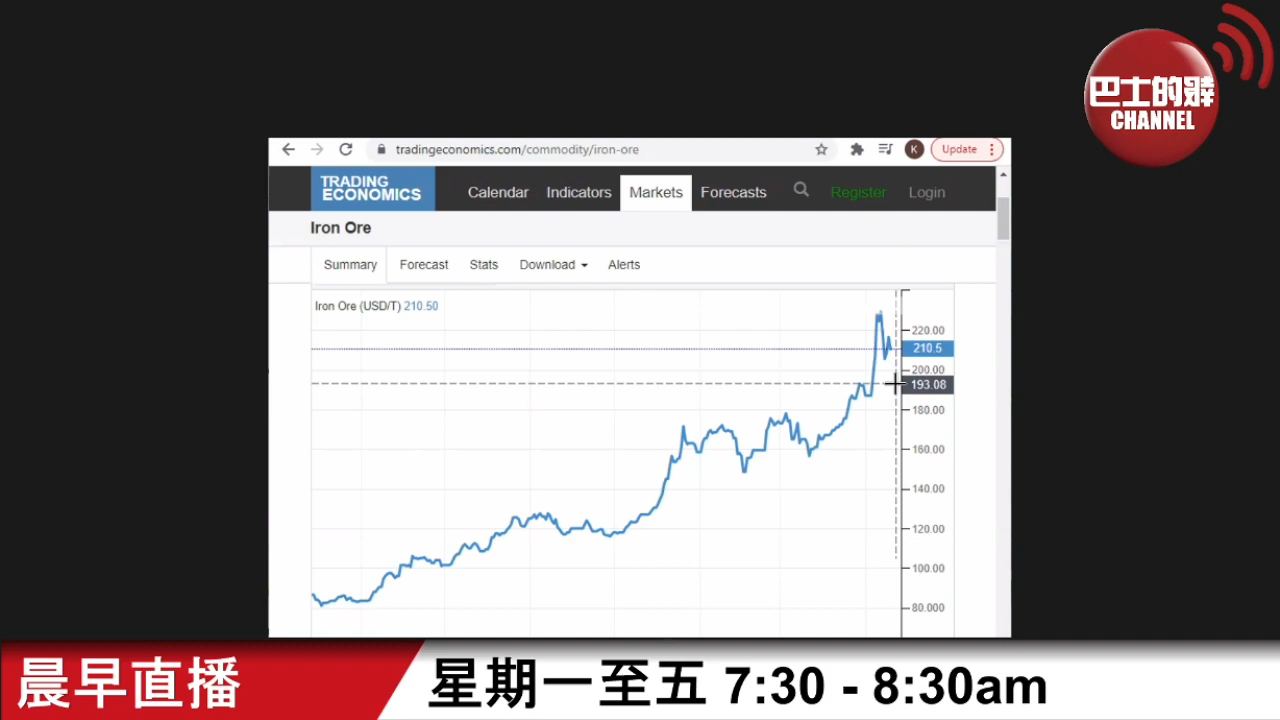 巴士的報
CHANNEL
tradingeconomics.com/commodity/iron-ore
K
Update
TRADING
ECONOMICS
Calendar
Indicators
Markets
Forecasts
Register
Login
Iron Ore
Summary
Forecast
Stats
Download
Alerts
Iron Ore (USD/T) 210.50
220.00
210.5
200.00
193.08
180.00
160.00
140.00
120.00
100.00
80.000
晨早直播
星期一至五 7:30 - 8:30am